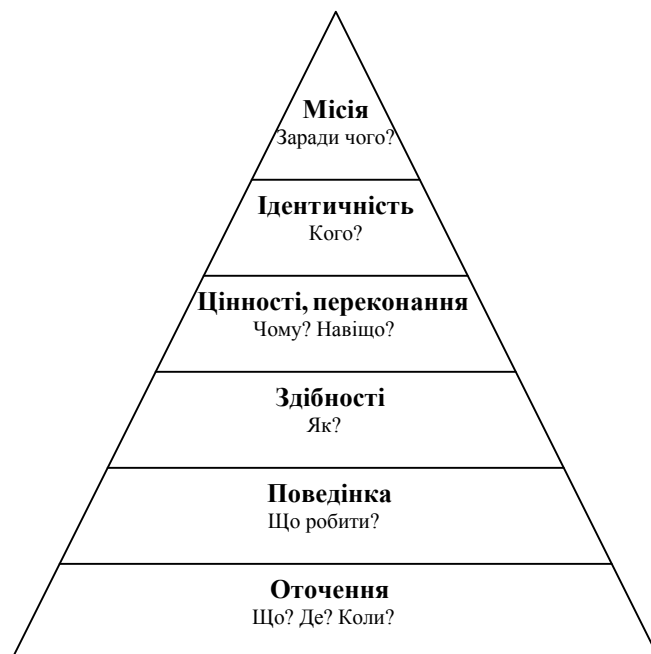 Місія
Заради чого?
Ідентичність
Кого?
Цінності, переконання
Чому? Навіщо?
Здібності
Як?
Поведінка
Що робити?
Оточення
Що? Де? Коли?